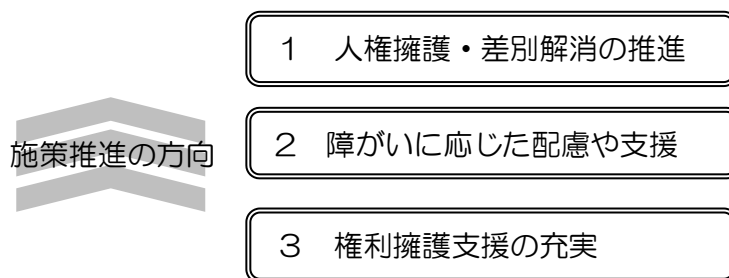 １　人権擁護・差別解消の推進
施策推進の方向
２　障がいに応じた配慮や支援
３　権利擁護支援の充実